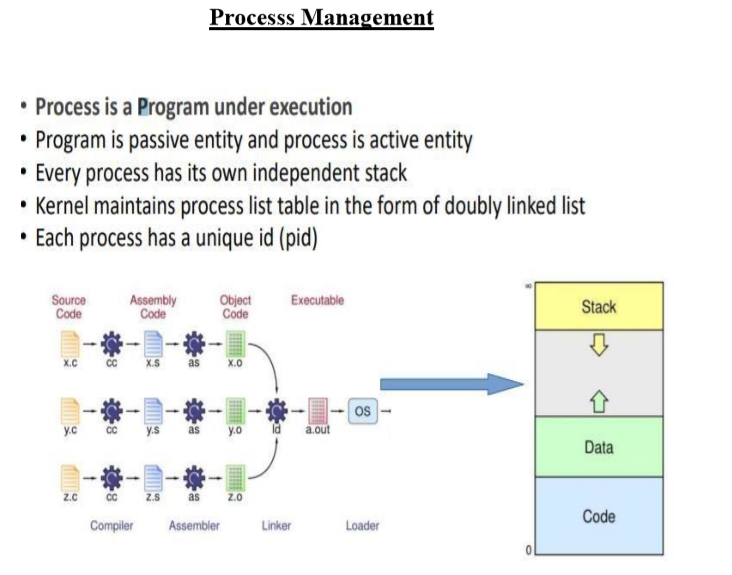 Processs Management
• Process is a Program under execution
• Program is passive entity and process is active entity
• Every process has its own independent stack
• Kernel maintains process list table in the form of doubly linked list
• Each process has a unique id (pid)
Source Code
Assembly Code
Object Code
Executable
x.c cc x.s as x.o
y.c cc y.s as y.o ld a.out OS
z.c cc z.s as z.o
Compiler Assembler Linker Loader
∞
Stack
Data
Code
0